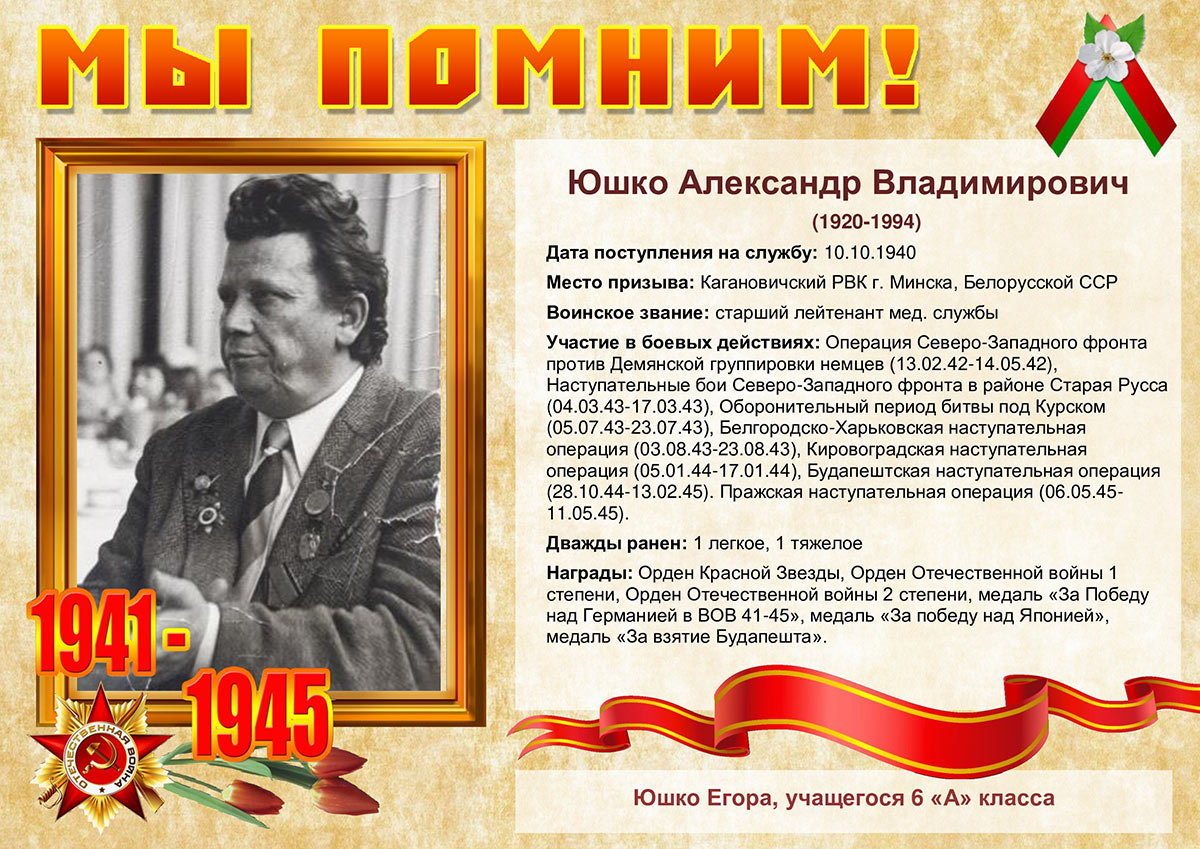 МЫ ПОМНИМ!
Юшко Александр Владимирович
(1920-1994)
Дата поступления на службу: 10.10.1940
Место призыва: Кагановичский РВК г. Минска, Белорусской ССР
Воинское звание: старший лейтенант мед. службы
Участие в боевых действиях: Операция Северо-Западного фронта
против Демянской группировки немцев (13.02.42-14.05.42),
Наступательные бои Северо-Западного фронта в районе Старая Русса
(04.03.43-17.03.43), Оборонительный период битвы под Курском
(05.07.43-23.07.43), Белгородско-Харьковская наступательная
операция (03.08.43-23.08.43), Кировоградская наступательная
операция (05.01.44-17.01.44), Будапештская наступательная операция
(28.10.44-13.02.45). Пражская наступательная операция (06.05.45-
11.05.45).
Дважды ранен: 1 легкое, 1 тяжелое
Награды: Орден Красной Звезды, Орден Отечественной войны 1
степени, Орден Отечественной войны 2 степени, медаль «За Победу
над Германией в ВОВ 41-45», медаль «За победу над Японией»,
медаль «За взятие Будапешта».
1941-
1945
ОТЕЧЕСТВЕННАЯ ВОЙНА
Юшко Егора, учащегося 6 «А» класса